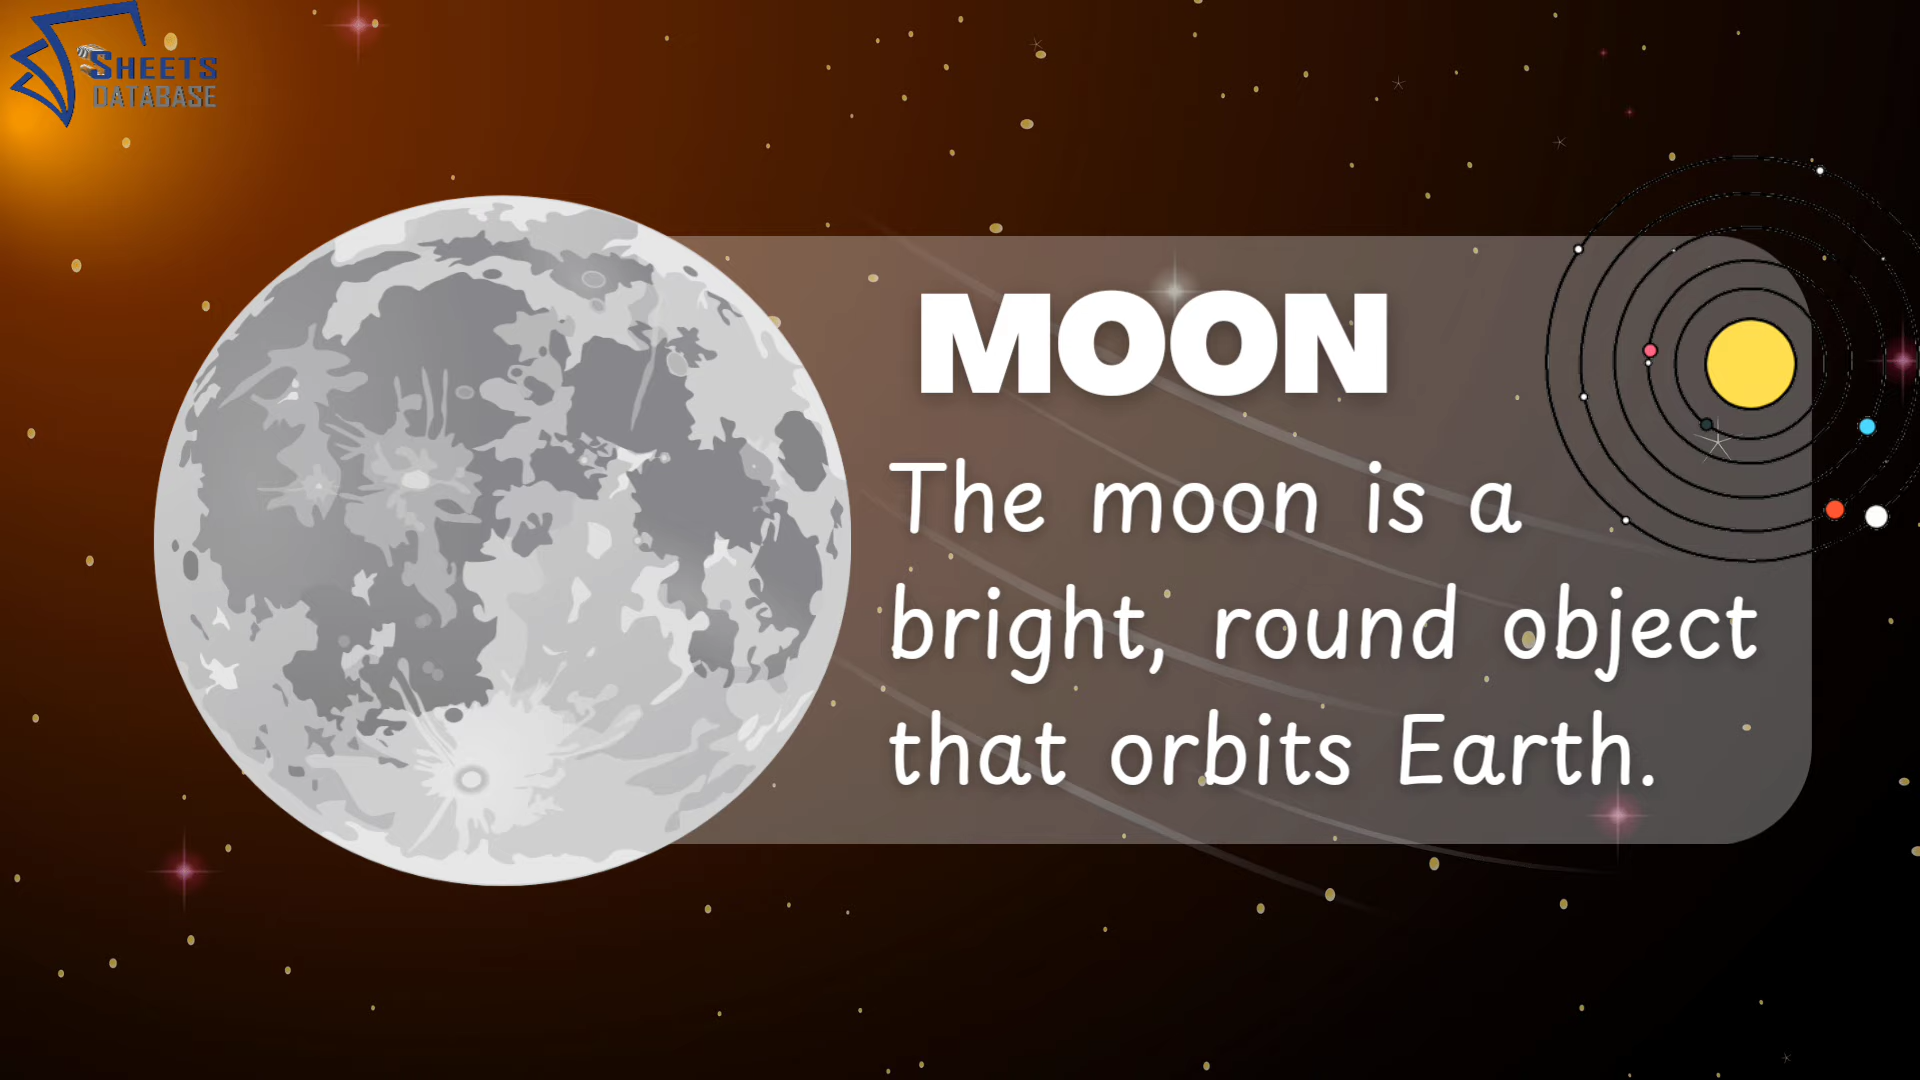 SHEETS
DATABASE
MOON
The moon is a
bright, round object
that orbits Earth.